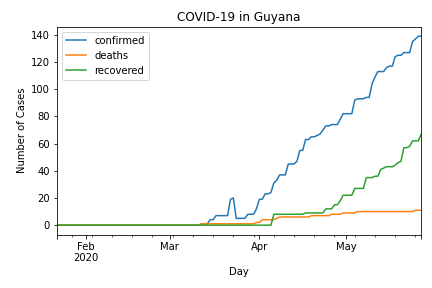 COVID-19 in Guyana
140
120
100
80
60
40
20
0
Number of Cases
confirmed
deaths
recovered
Feb
2020
Mar
Apr
May
Day